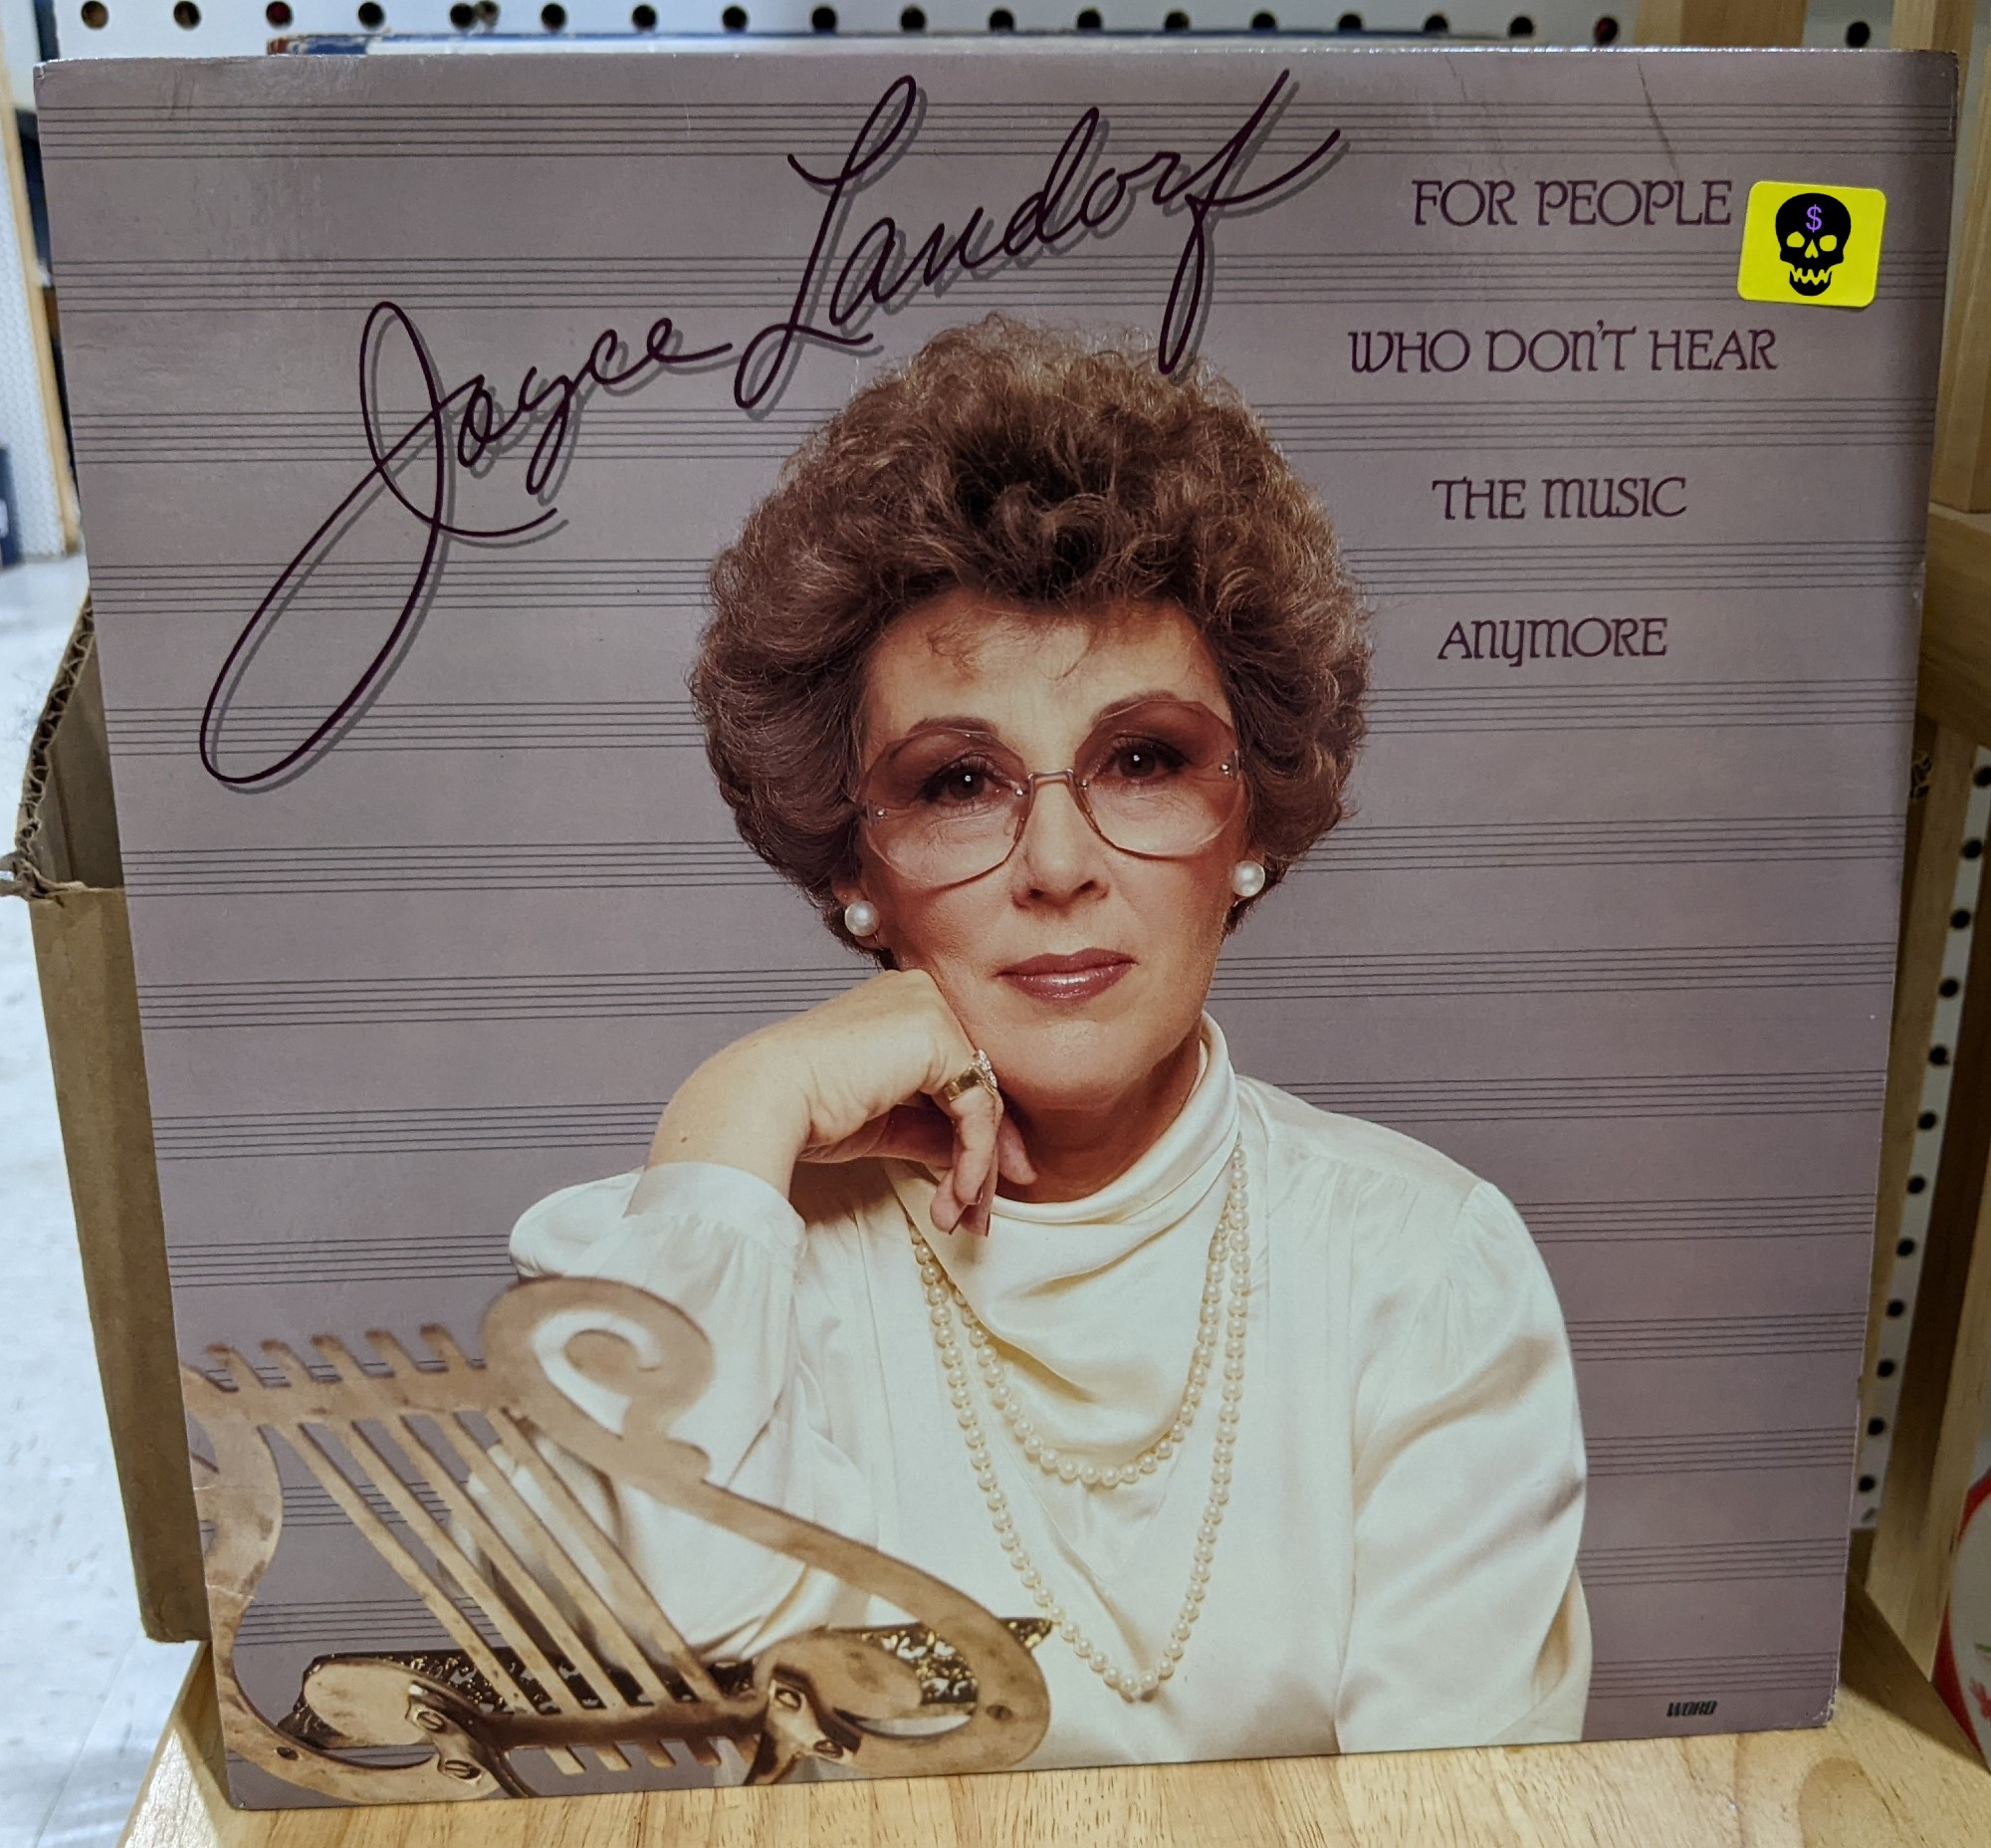 Joyce Landorf
FOR PEOPLE
$
WHO DON'T HEAR
THE MUSIC
ANYMORE
WORD